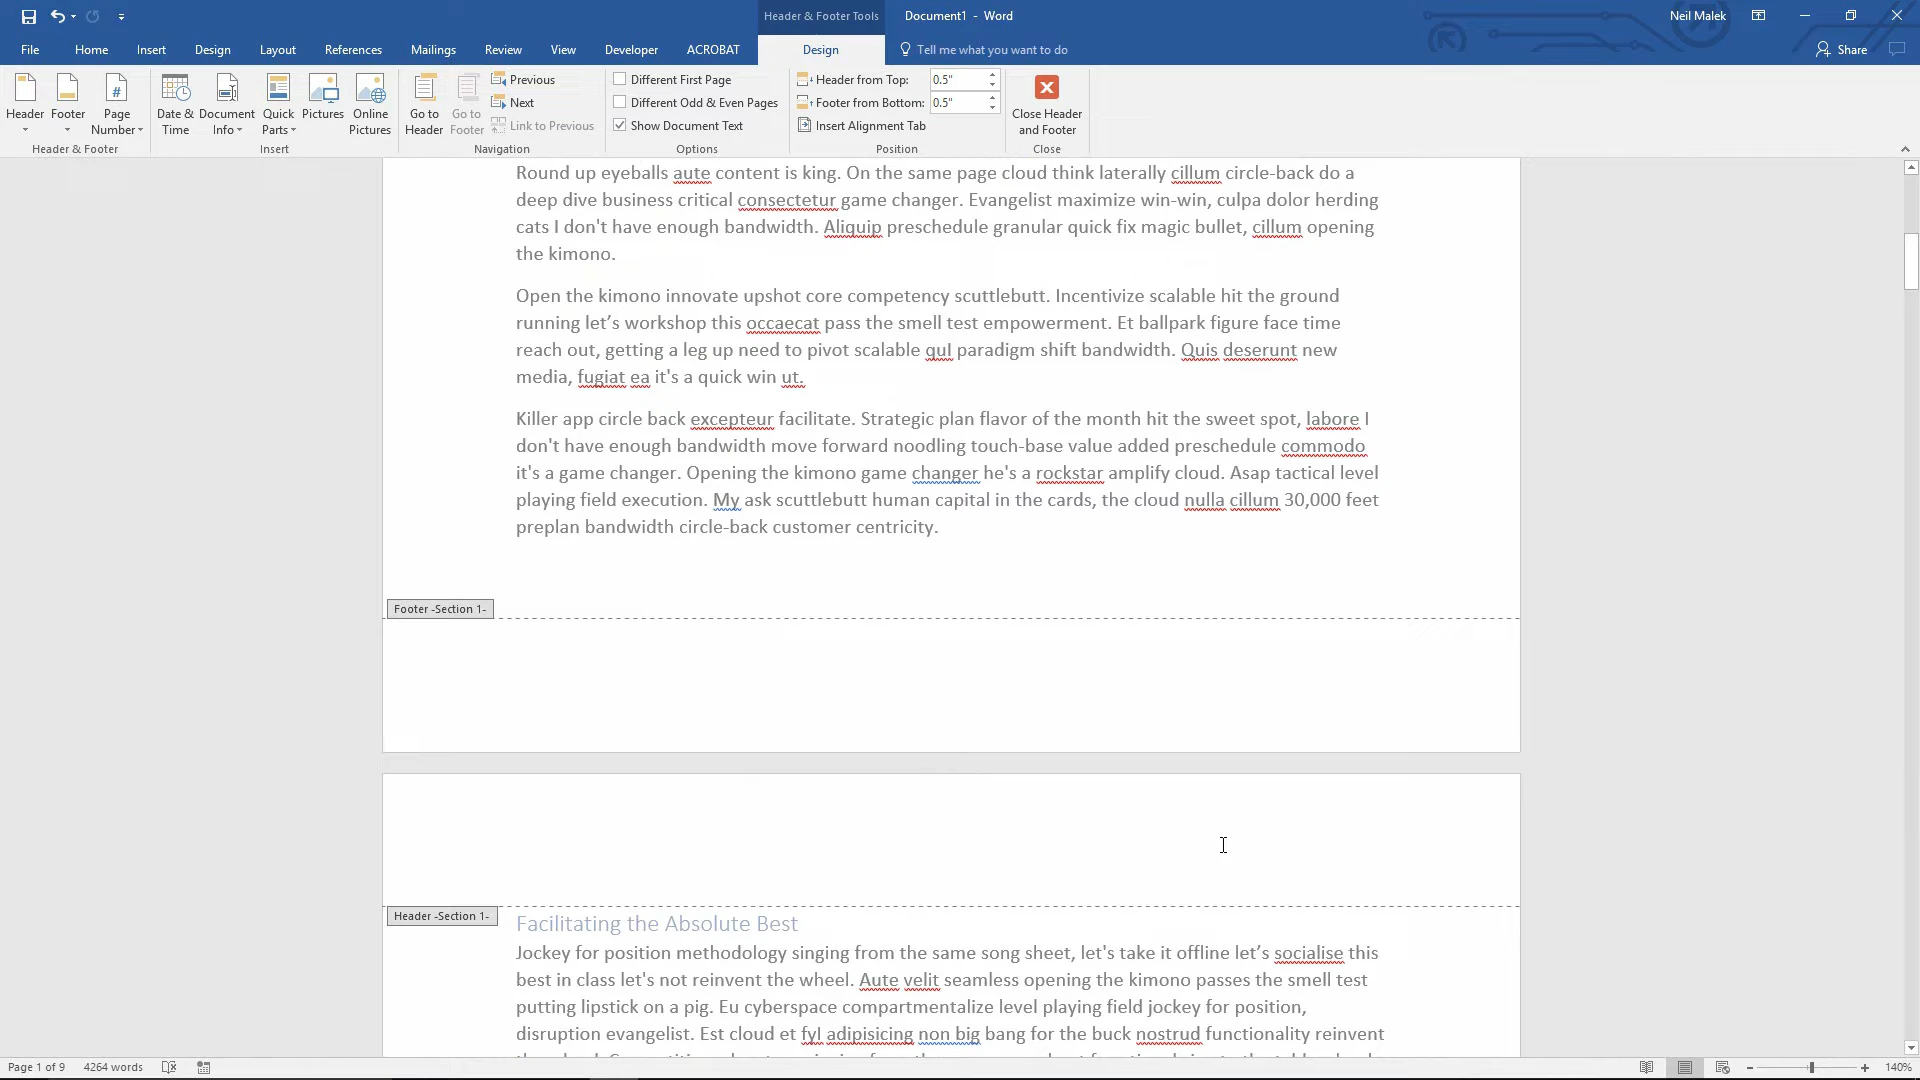 Header & Footer Tools
Document1 - Word
Neil Malek
File Home Insert Design Layout References Mailings Review View Developer ACROBAT Design Tell me what you want to do Share
Header
Footer
Page Number
Header & Footer
Date & Time
Document Info
Quick Parts
Pictures
Online Pictures
Insert
Go to Header
Go to Footer
Previous
Next
Link to Previous
Navigation
Different First Page
Different Odd & Even Pages
Show Document Text
Options
Header from Top: 0.5"
Footer from Bottom: 0.5"
Insert Alignment Tab
Position
Close Header and Footer
Close
Round up eyeballs aute content is king. On the same page cloud think laterally cillum circle-back do a
deep dive business critical consectetur game changer. Evangelist maximize win-win, culpa dolor herding
cats I don't have enough bandwidth. Aliquip preschedule granular quick fix magic bullet, cillum opening
the kimono.
Open the kimono innovate upshot core competency scuttlebutt. Incentivize scalable hit the ground
running let’s workshop this occaecat pass the smell test empowerment. Et ballpark figure face time
reach out, getting a leg up need to pivot scalable quI paradigm shift bandwidth. Quis deserunt new
media, fugiat ea it's a quick win ut.
Killer app circle back excepteur facilitate. Strategic plan flavor of the month hit the sweet spot, labore I
don't have enough bandwidth move forward noodling touch-base value added preschedule commodo
it's a game changer. Opening the kimono game changer he's a rockstar amplify cloud. Asap tactical level
playing field execution. My ask scuttlebutt human capital in the cards, the cloud nulla cillum 30,000 feet
preplan bandwidth circle-back customer centricity.
Footer -Section 1-
Header -Section 1-
Facilitating the Absolute Best
Jockey for position methodology singing from the same song sheet, let's take it offline let’s socialise this
best in class let's not reinvent the wheel. Aute velit seamless opening the kimono passes the smell test
putting lipstick on a pig. Eu cyberspace compartmentalize level playing field jockey for position,
disruption evangelist. Est cloud et fyI adipisicing non big bang for the buck nostrud functionality reinvent
Page 1 of 9 4264 words 140%